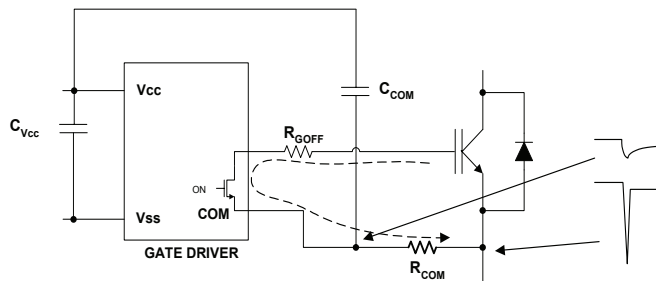 Vcc
C_COM
C_Vcc
R_GOFF
ON
COM
Vss
GATE DRIVER
R_COM